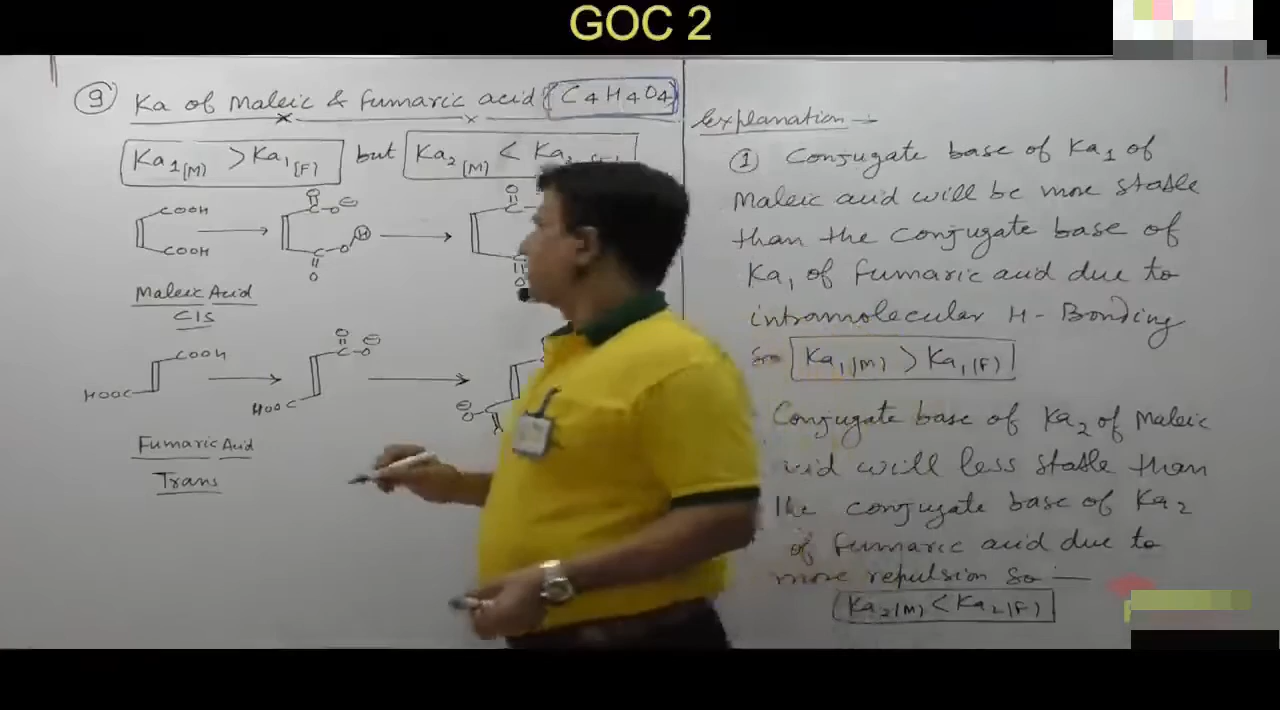 GOC 2
9 Ka of Maleic & Fumaric acid (C4H4O4)
Ka1(M) > Ka1(F) but Ka2(M) < Ka2
COOH
COOH
O
C-O⊖
C O H
O
O
C
C
O
Maleic Acid
Cis
COOH
HOOC
O
C-O⊖
HOOC
⊖O
Fumaric Acid
Trans
Explanation →
1 Conjugate base of Ka1 of
Maleic acid will be more stable
than the conjugate base of
Ka1 of fumaric acid due to
intramolecular H-Bonding
so Ka1(M) > Ka1(F)
Conjugate base of Ka2 of Maleic
will less stable than
the conjugate base of Ka2
of fumaric acid due to
more repulsion so —
Ka2(M) < Ka2(F)